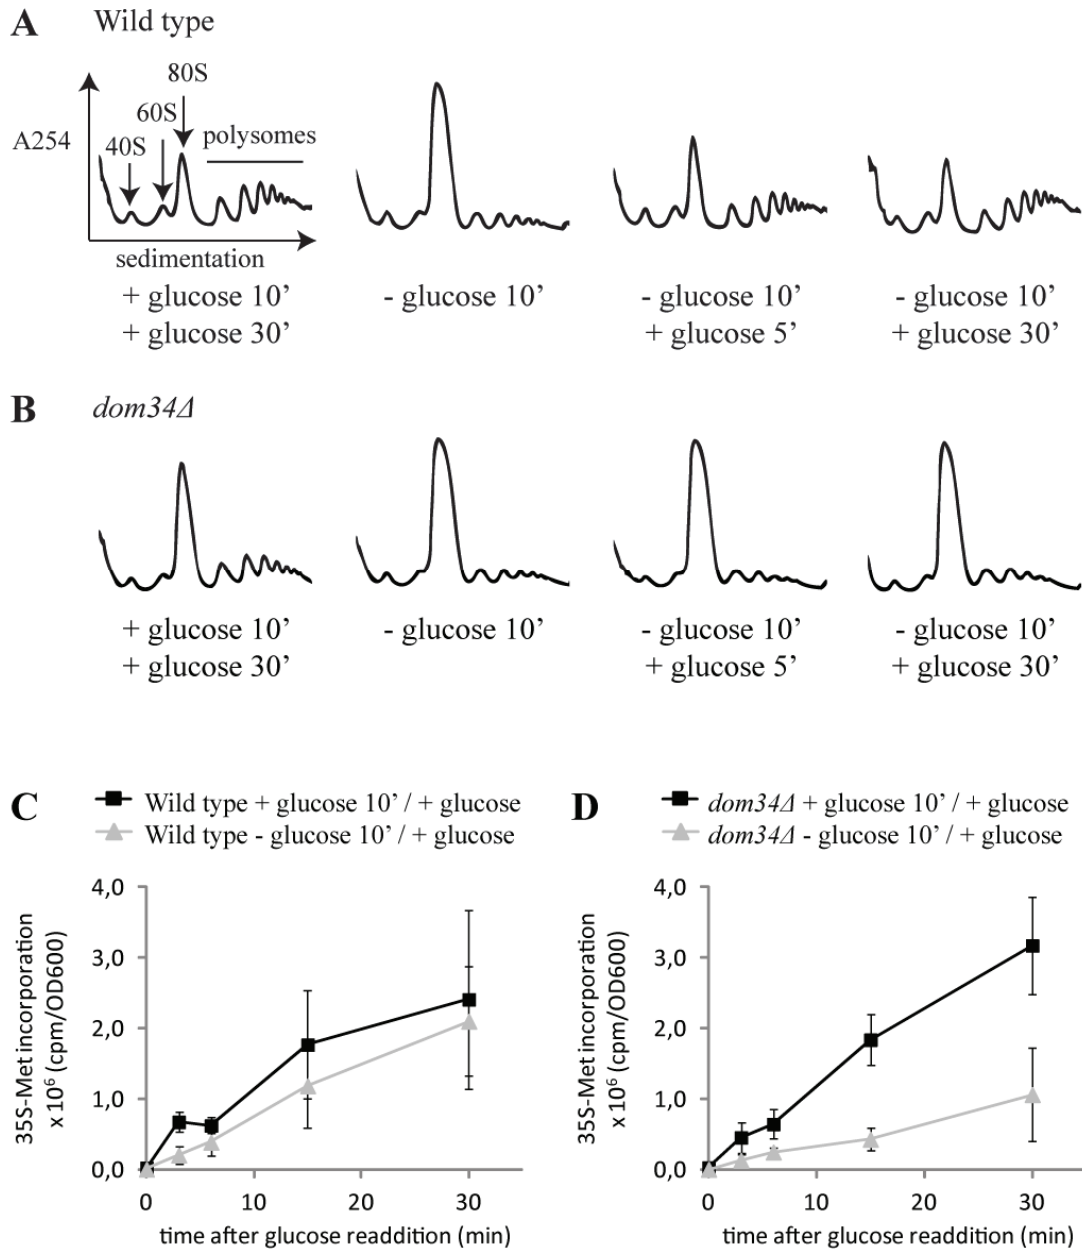 A Wild type
80S
60S
A254
40S
polysomes
sedimentation
+ glucose 10’
+ glucose 30’
- glucose 10’
- glucose 10’
+ glucose 5’
- glucose 10’
+ glucose 30’
B dom34Δ
+ glucose 10’
+ glucose 30’
- glucose 10’
- glucose 10’
+ glucose 5’
- glucose 10’
+ glucose 30’
C
Wild type + glucose 10’ / + glucose
Wild type - glucose 10’ / + glucose
35S-Met incorporation
x 10⁶ (cpm/OD600)
4,0
3,0
2,0
1,0
0,0
0 10 20 30
time after glucose readdition (min)
D
dom34Δ + glucose 10’ / + glucose
dom34Δ - glucose 10’ / + glucose
35S-Met incorporation
x 10⁶ (cpm/OD600)
4,0
3,0
2,0
1,0
0,0
0 10 20 30
time after glucose readdition (min)